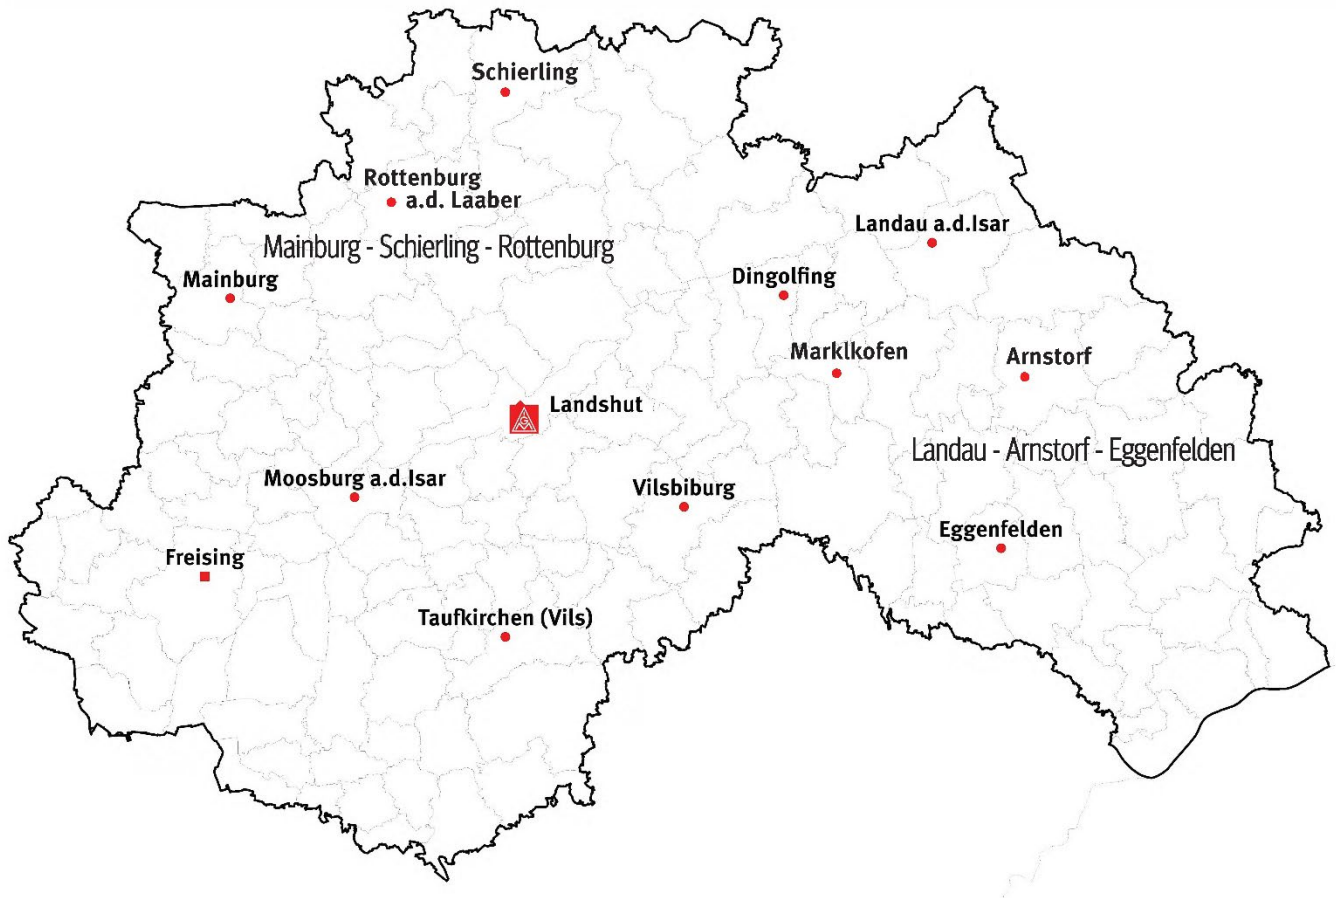 Schierling
Rottenburg
a.d. Laaber
Landau a.d.Isar
Mainburg - Schierling - Rottenburg
Mainburg
Dingolfing
Marklkofen
Arnstorf
Landshut
Landau - Arnstorf - Eggenfelden
Moosburg a.d.Isar
Vilsbiburg
Eggenfelden
Freising
Taufkirchen (Vils)